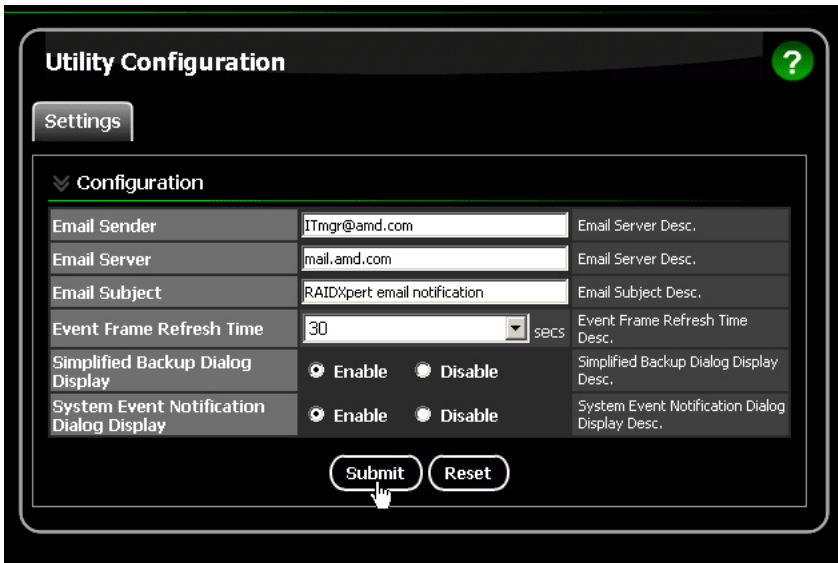 Utility Configuration
?
Settings
Configuration
Email Sender ITmgr@amd.com Email Server Desc.
Email Server mail.amd.com Email Server Desc.
Email Subject RAIDXpert email notification Email Subject Desc.
Event Frame Refresh Time 30 secs Event Frame Refresh Time
Desc.
Simplified Backup Dialog
Display Enable Disable Simplified Backup Dialog Display
Desc.
System Event Notification
Dialog Display Enable Disable System Event Notification Dialog
Display Desc.
Submit Reset